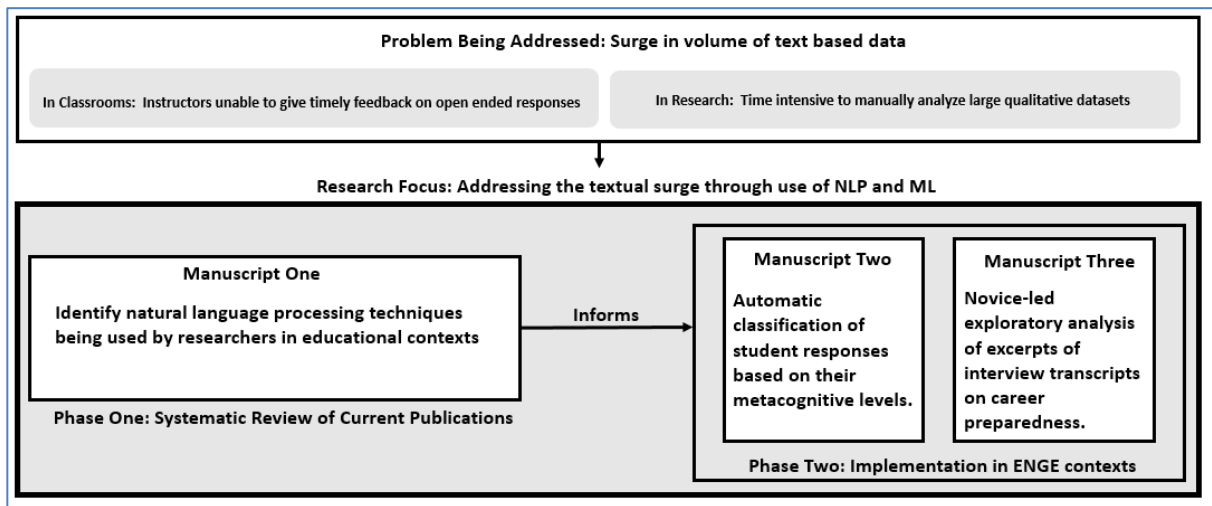 Problem Being Addressed: Surge in volume of text based data
In Classrooms: Instructors unable to give timely feedback on open ended responses
In Research: Time intensive to manually analyze large qualitative datasets
Research Focus: Addressing the textual surge through use of NLP and ML
Manuscript One
Identify natural language processing techniques
being used by researchers in educational contexts
Phase One: Systematic Review of Current Publications
Informs
Manuscript Two
Automatic
classification of
student responses
based on their
metacognitive levels.
Manuscript Three
Novice-led
exploratory analysis
of excerpts of
interview transcripts
on career
preparedness.
Phase Two: Implementation in ENGE contexts